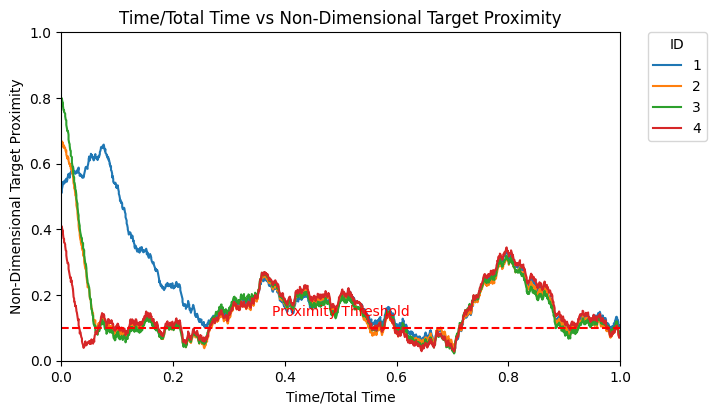 Time/Total Time vs Non-Dimensional Target Proximity
ID
1
2
3
4
Non-Dimensional Target Proximity
1.0
0.8
0.6
0.4
0.2
0.0
Proximity Threshold
0.0 0.2 0.4 0.6 0.8 1.0
Time/Total Time